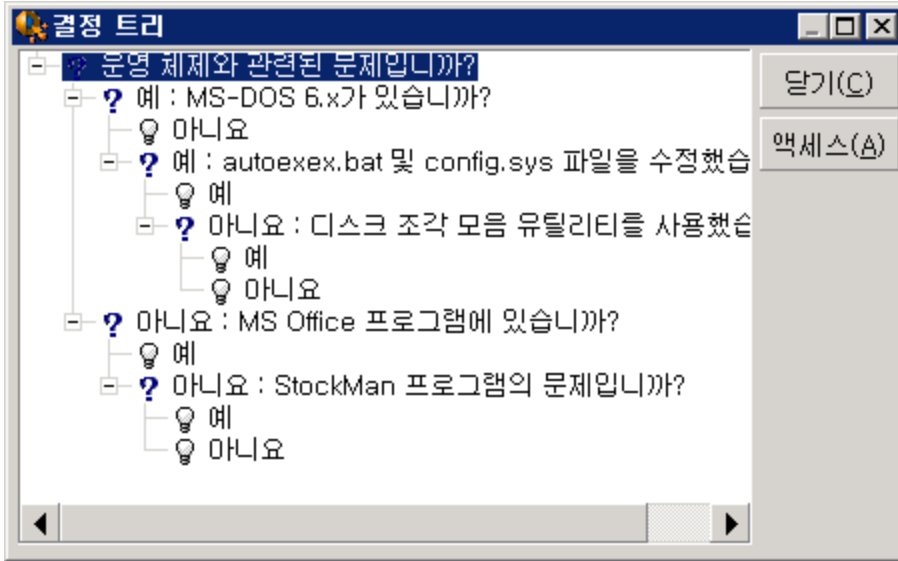 결정 트리
운영 체제와 관련된 문제입니까?
예 : MS-DOS 6.x가 있습니까?
아니요
예 : autoexex.bat 및 config.sys 파일을 수정했습
예
아니요 : 디스크 조각 모음 유틸리티를 사용했습
예
아니요
아니요 : MS Office 프로그램에 있습니까?
예
아니요 : StockMan 프로그램의 문제입니까?
예
아니요
닫기(C)
액세스(A)